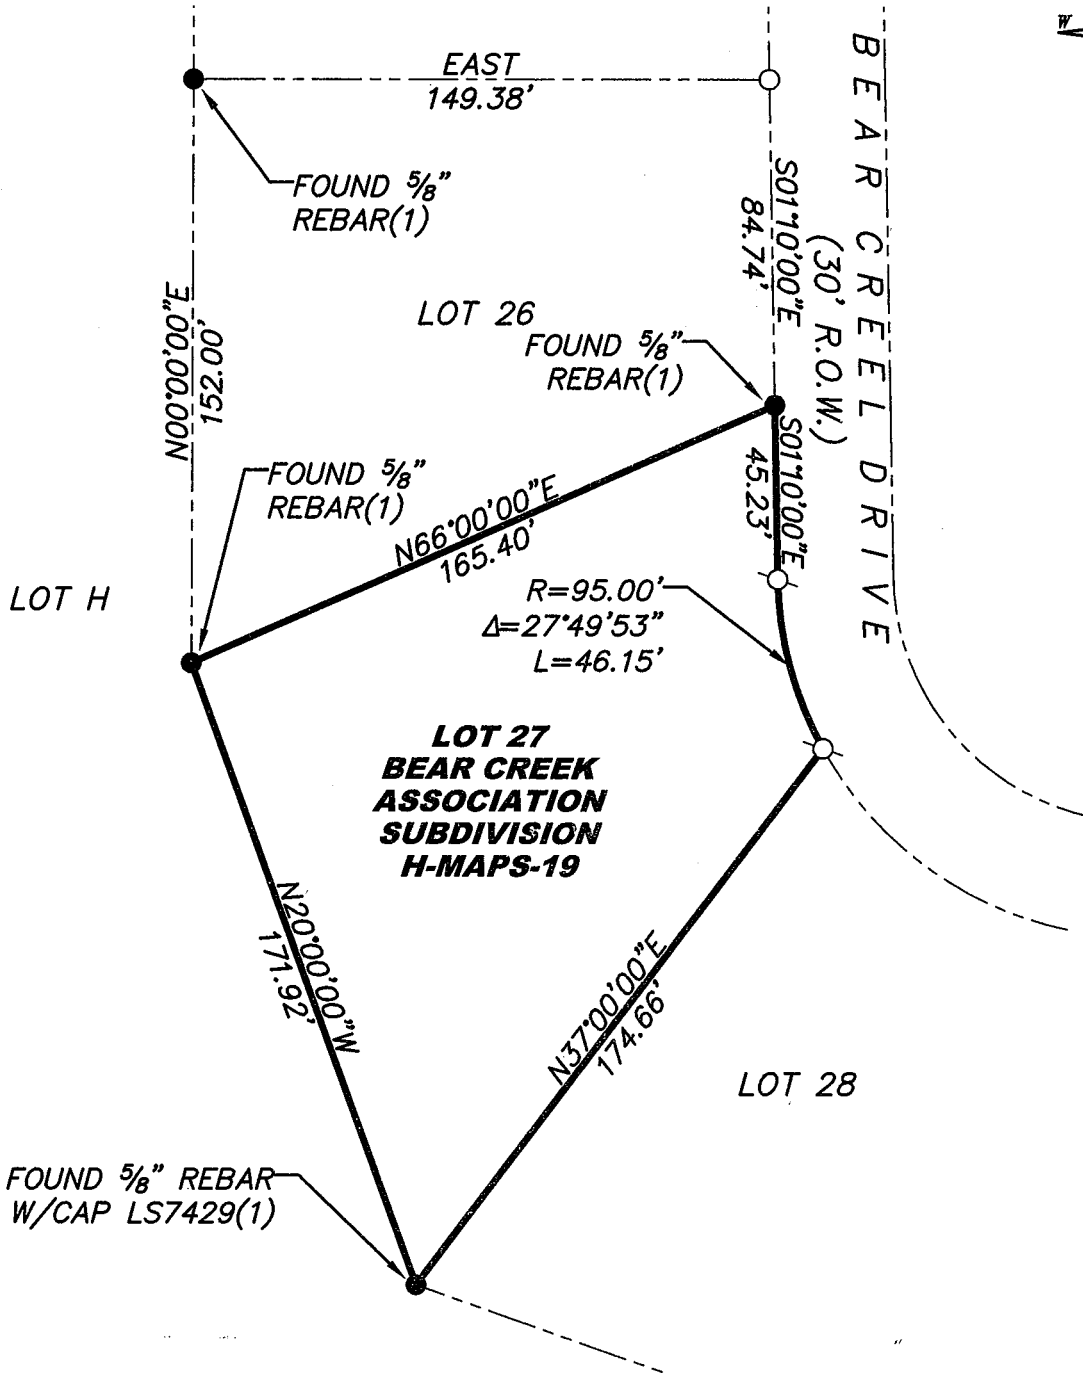 W
EAST
149.38'
BEAR CREEL DRIVE
(30' R.O.W.)
S01°10'00"E
84.74'
FOUND 5/8"
REBAR(1)
N00°00'00"E
152.00'
LOT 26
FOUND 5/8"
REBAR(1)
S01°10'00"E
45.23'
FOUND 5/8"
REBAR(1)
N66°00'00"E
165.40'
LOT H
R=95.00'
Δ=27°49'53"
L=46.15'
LOT 27
BEAR CREEK
ASSOCIATION
SUBDIVISION
H-MAPS-19
N20°00'00"W
171.92'
N37°00'00"E
174.66'
LOT 28
FOUND 5/8" REBAR
W/CAP LS7429(1)